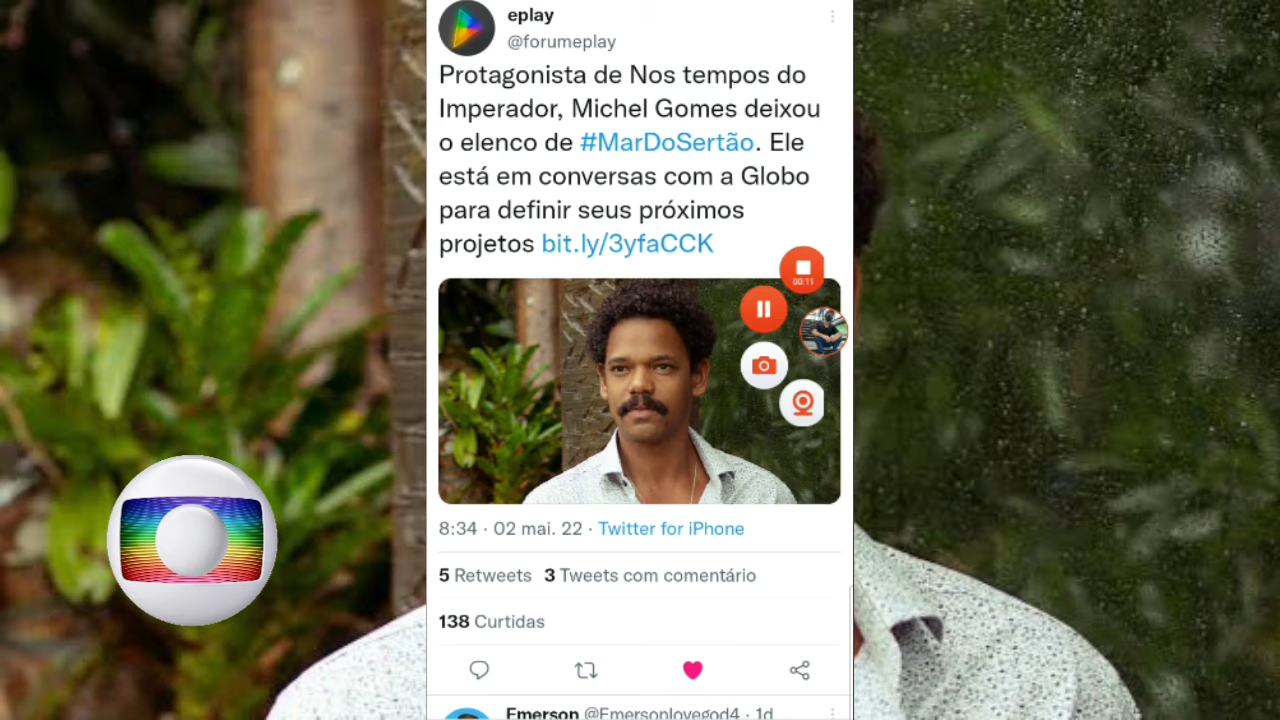 eplay
@forumeplay
Protagonista de Nos tempos do
Imperador, Michel Gomes deixou
o elenco de #MarDoSertão. Ele
está em conversas com a Globo
para definir seus próximos
projetos bit.ly/3yfaCCK
00:11
8:34 · 02 mai. 22 · Twitter for iPhone
5 Retweets 3 Tweets com comentário
138 Curtidas
Emerson @Emersonlovegod4 · 1d